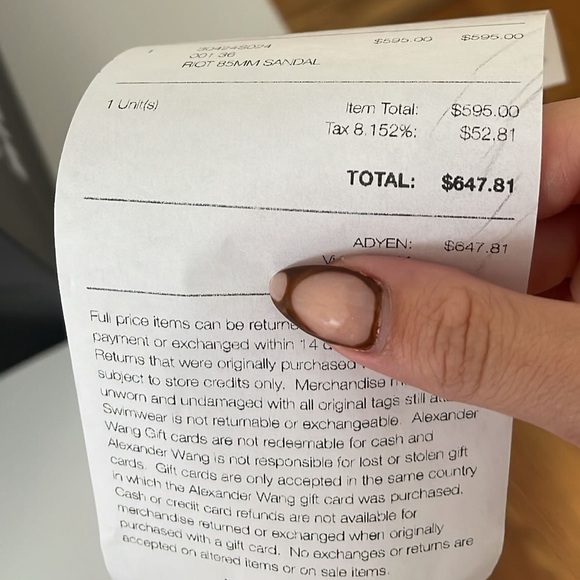 1 30424S024 $595.00 $595.00
001 36
RIOT 85MM SANDAL
1 Unit(s) Item Total: $595.00
Tax 8.152%: $52.81
TOTAL: $647.81
ADYEN: $647.81
Full price items can be
payment or exchanged within 14
Returns that were originally purchased
subject to store credits only. Merchandise
unworn and undamaged with all original tags still
Swimwear is not returnable or exchangeable. Alexander
Wang Gift cards are not redeemable for cash and
Alexander Wang is not responsible for lost or stolen gift
cards. Gift cards are only accepted in the same country
in which the Alexander Wang gift card was purchased.
Cash or credit card refunds are not available for
merchandise returned or exchanged when originally
purchased with a gift card. No exchanges or returns are
accepted on altered items or on sale items.